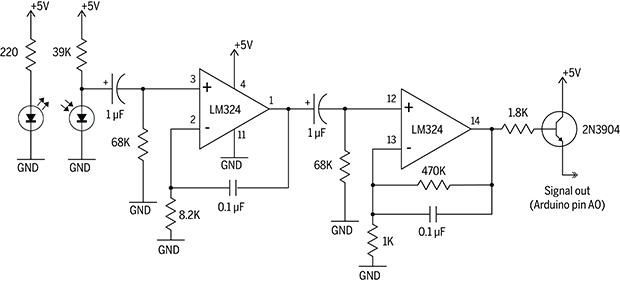 +5V
+5V
220
39K
+
1 µF
GND
GND
68K
GND
+5V
3
4
+
LM324
1
2
-
11
GND
0.1 µF
8.2K
GND
+
1 µF
68K
GND
12
+
LM324
14
13
-
470K
0.1 µF
1K
GND
1.8K
+5V
2N3904
Signal out
(Arduino pin A0)